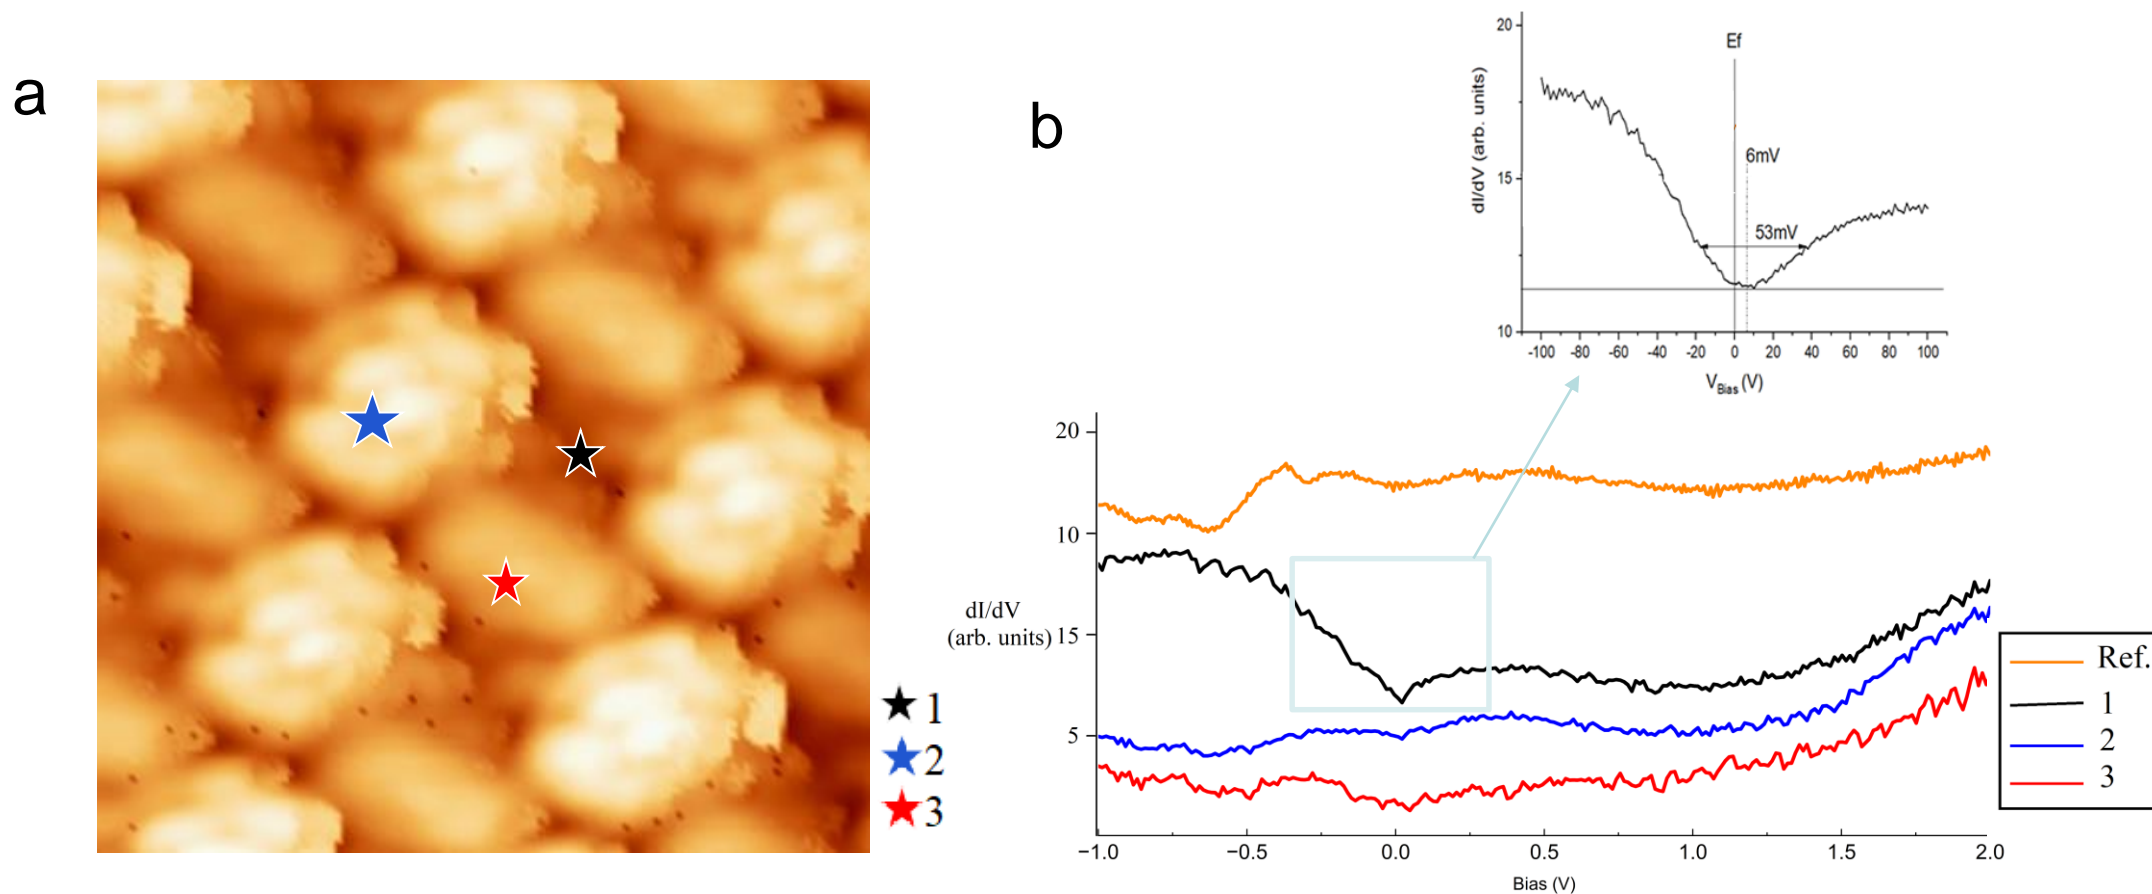 a
1
2
3
b
20
15
10
dI/dV (arb. units)
Ef
6mV
53mV
-100 -80 -60 -40 -20 0 20 40 60 80 100
VBias (V)
20
10
15
5
dI/dV
(arb. units)
−1.0 −0.5 0.0 0.5 1.0 1.5 2.0
Bias (V)
Ref.
1
2
3